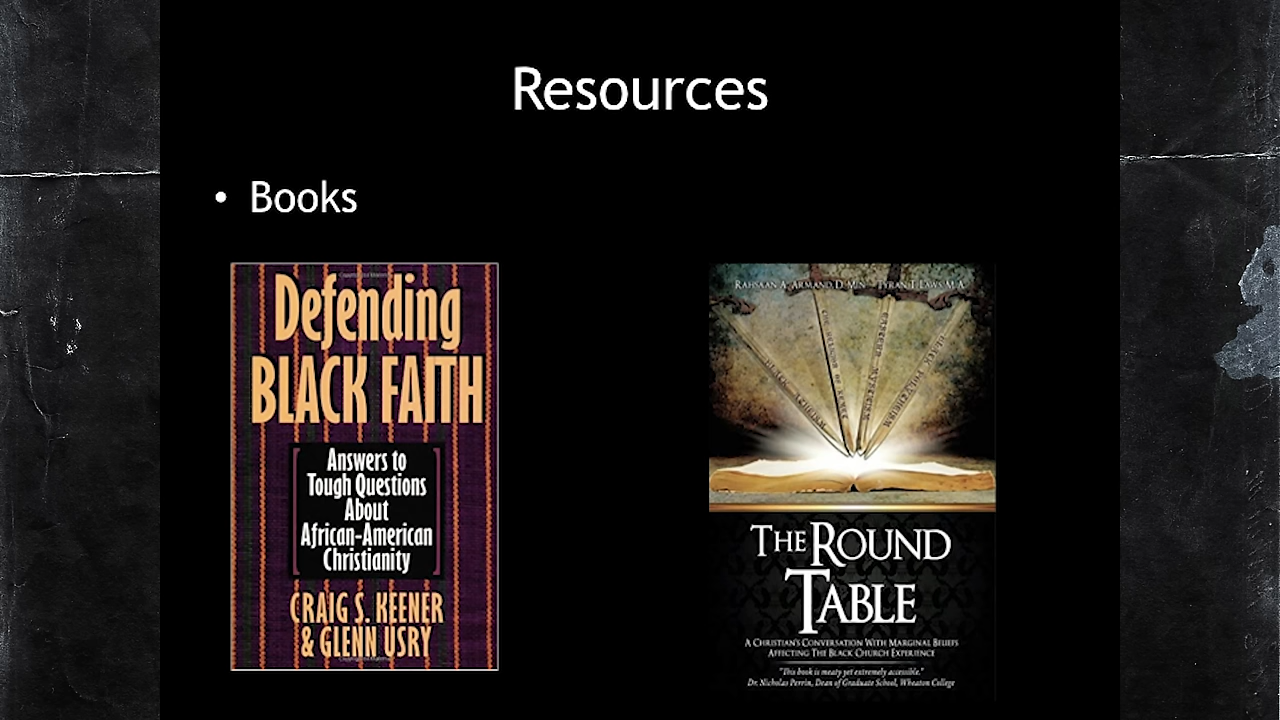 Resources
• Books
Defending
BLACK FAITH
Answers to
Tough Questions
About
African-American
Christianity
CRAIG S. KEENER
& GLENN USRY
RAHSAAN A. ARMAND, D. MIN TYRAN T. LAWS, M.A.
THE ROUND
TABLE
A CHRISTIAN'S CONVERSATION WITH MARGINAL BELIEFS
AFFECTING THE BLACK CHURCH EXPERIENCE
"This book is meaty yet extremely accessible."
Dr. Nicholas Perrin, Dean of Graduate School, Wheaton College